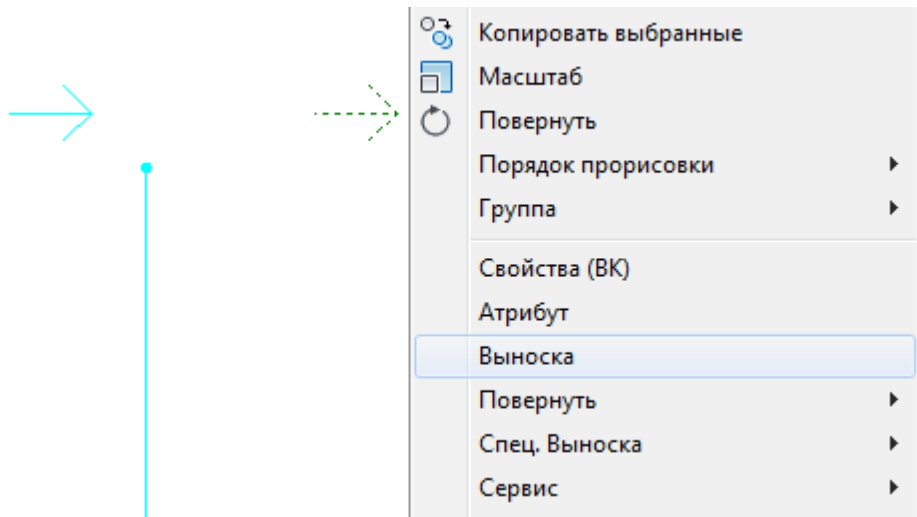 Копировать выбранные
Масштаб
Повернуть
Порядок прорисовки
Группа
Свойства (ВК)
Атрибут
Выноска
Повернуть
Спец. Выноска
Сервис